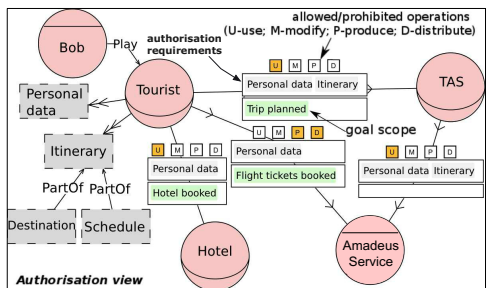 allowed/prohibited operations
(U-use; M-modify; P-produce; D-distribute)
Bob
Play
authorisation
requirements
U M P D
Tourist
Personal data Itinerary
TAS
Trip planned
Personal
data
goal scope
U M P D
Itinerary
U M P D
Personal data
U M P D
Personal data
Personal data Itinerary
PartOf PartOf
Hotel booked
Flight tickets booked
Destination Schedule
Hotel
Amadeus
Service
Authorisation view